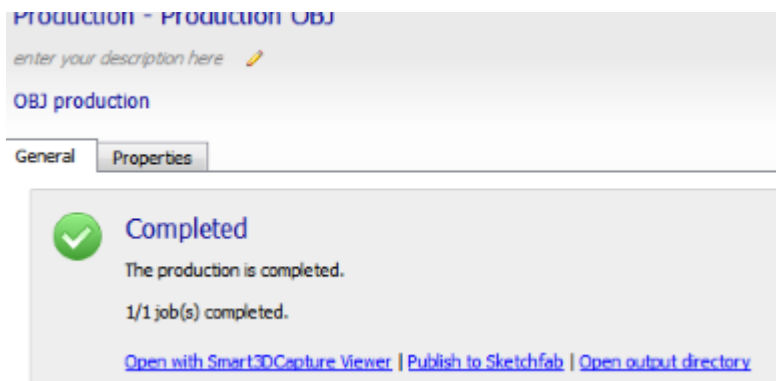 Production - Production OBJ
enter your description here
OBJ production
General Properties
Completed
The production is completed.
1/1 job(s) completed.
Open with Smart3DCapture Viewer | Publish to Sketchfab | Open output directory